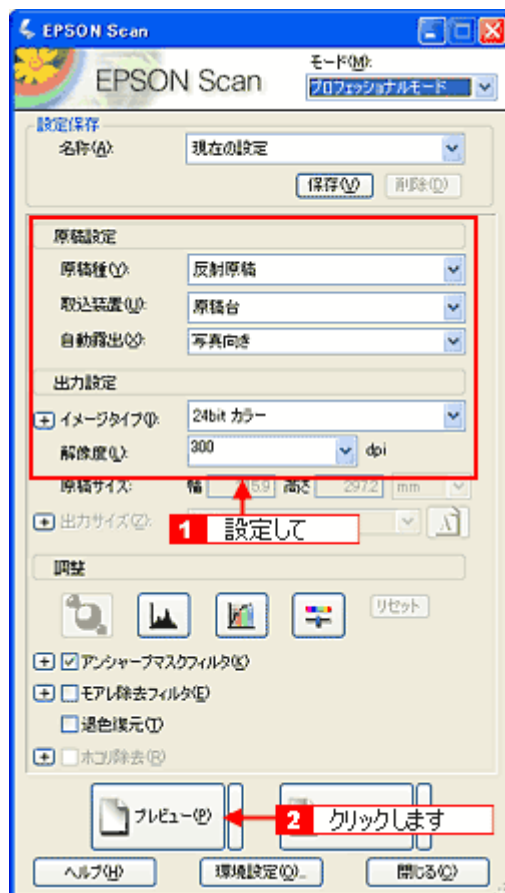 EPSON Scan
EPSON Scan
モード(M):
プロフェッショナルモード
設定保存
名称(A):
現在の設定
保存(V)
削除(D)
原稿設定
原稿種(Y):
反射原稿
取込装置(U):
原稿台
自動露出(X):
写真向き
出力設定
イメージタイプ(I):
24bit カラー
解像度(L):
300
dpi
原稿サイズ:
幅
高さ
297.2
mm
出力サイズ(Z):
1 設定して
調整
リセット
アンシャープマスクフィルタ(K)
モアレ除去フィルタ(E)
退色復元(T)
ホコリ除去(R)
プレビュー(P)
2 クリックします
ヘルプ(H)
環境設定(O)...
閉じる(C)